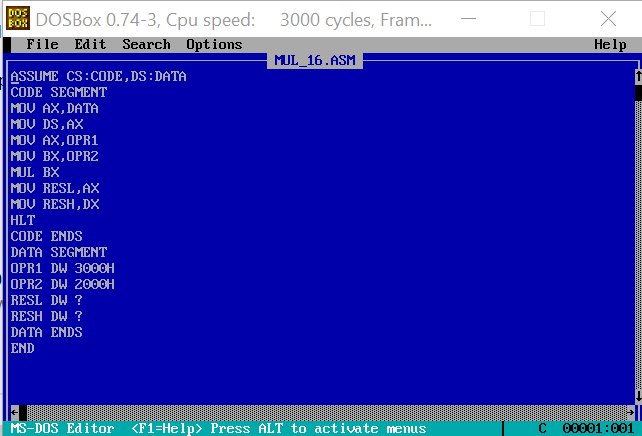 DOS
BOX
DOSBox 0.74-3, Cpu speed: 3000 cycles, Fram...
File Edit Search Options Help
MUL_16.ASM
ASSUME CS:CODE,DS:DATA
CODE SEGMENT
MOV AX,DATA
MOV DS,AX
MOV AX,OPR1
MOV BX,OPR2
MUL BX
MOV RESL,AX
MOV RESH,DX
HLT
CODE ENDS
DATA SEGMENT
OPR1 DW 3000H
OPR2 DW 2000H
RESL DW ?
RESH DW ?
DATA ENDS
END
MS-DOS Editor <F1=Help> Press ALT to activate menus C 00001:001